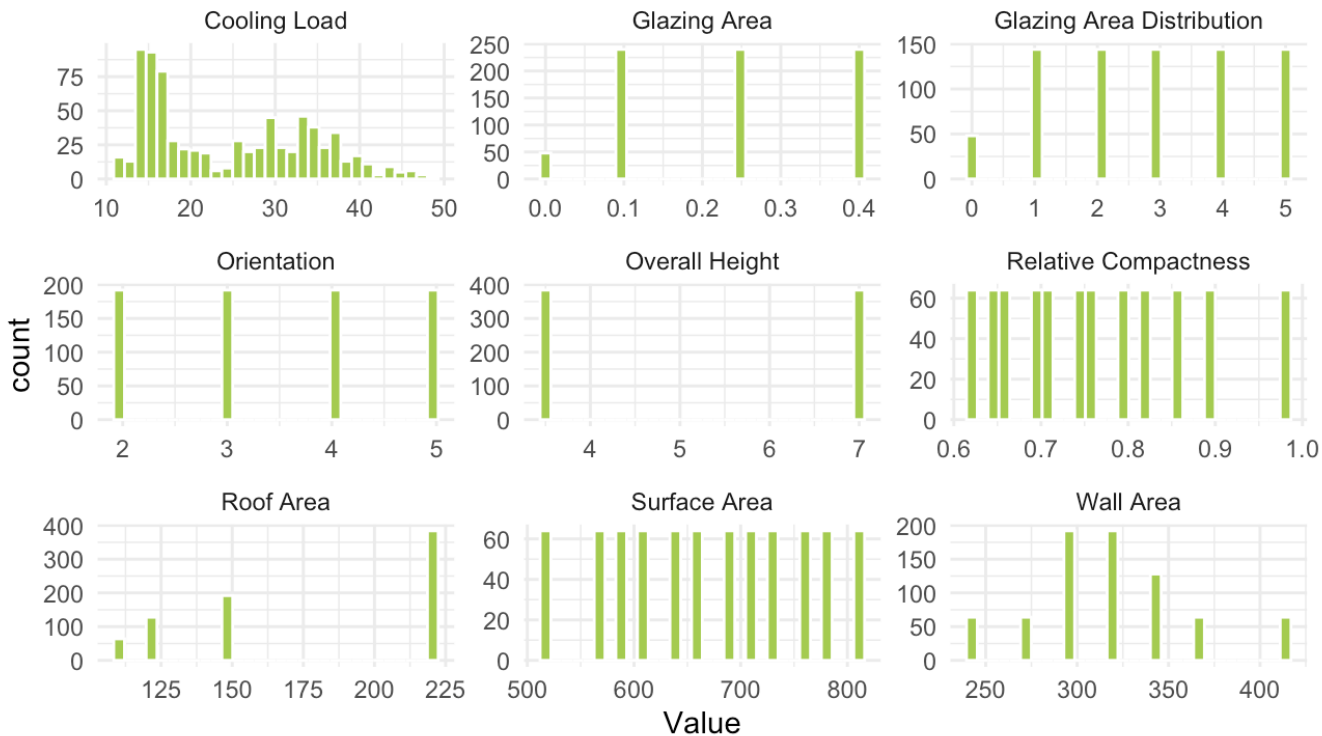 Cooling Load
75
50
25
0
10 20 30 40 50
Glazing Area
250
200
150
100
50
0
0.0 0.1 0.2 0.3 0.4
Glazing Area Distribution
150
100
50
0
0 1 2 3 4 5
count
Orientation
200
150
100
50
0
2 3 4 5
Overall Height
400
300
200
100
0
4 5 6 7
Relative Compactness
60
40
20
0
0.6 0.7 0.8 0.9 1.0
Roof Area
400
300
200
100
0
125 150 175 200 225
Surface Area
60
40
20
0
500 600 700 800
Wall Area
200
150
100
50
0
250 300 350 400
Value